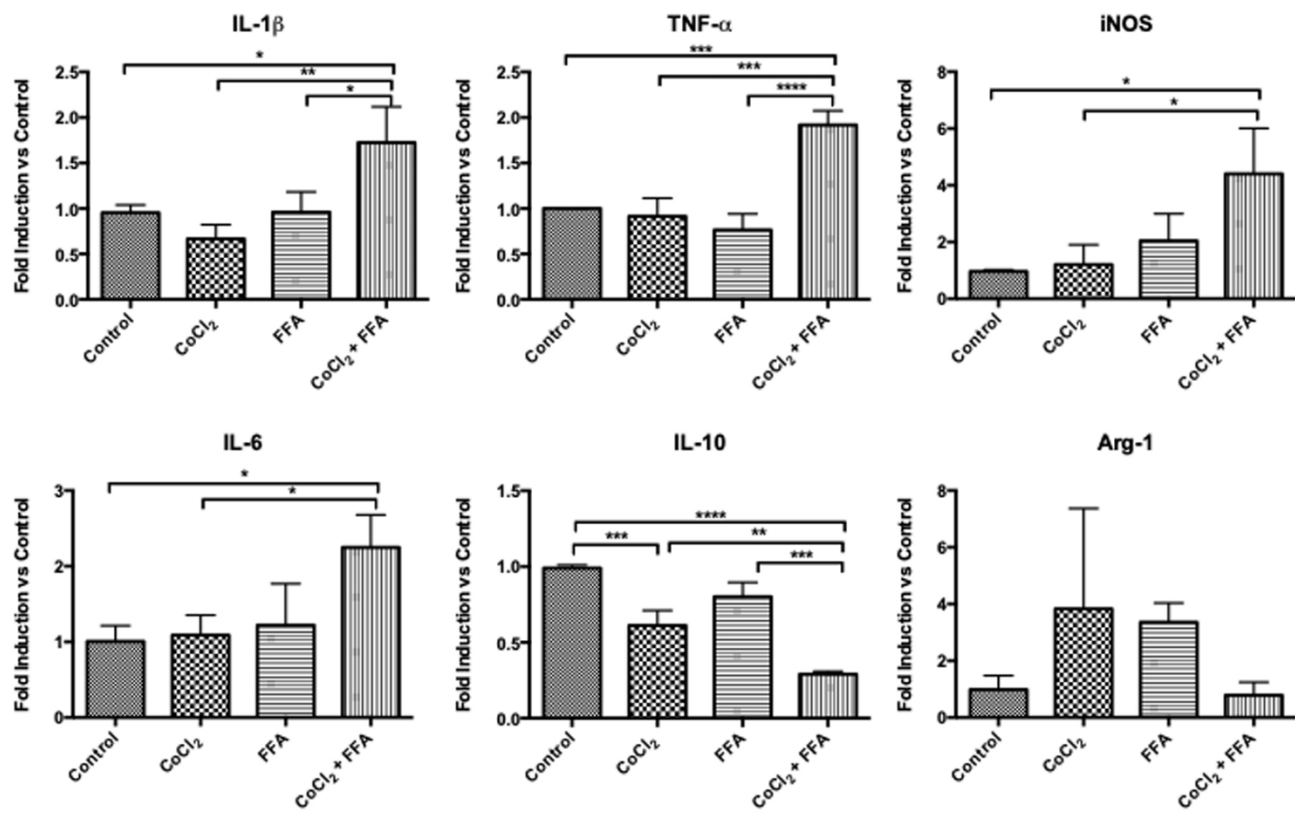 IL-1β
Fold Induction vs Control
2.5
2.0
1.5
1.0
0.5
0.0
*
**
*
Control
CoCl₂
FFA
CoCl₂+ FFA
TNF-α
Fold Induction vs Control
2.5
2.0
1.5
1.0
0.5
0.0
***
***
****
Control
CoCl₂
FFA
CoCl₂+ FFA
iNOS
Fold Induction vs Control
8
6
4
2
0
*
*
Control
CoCl₂
FFA
CoCl₂+ FFA
IL-6
Fold Induction vs Control
3
2
1
0
*
*
Control
CoCl₂
FFA
CoCl₂+ FFA
IL-10
Fold Induction vs Control
1.5
1.0
0.5
0.0
****
***
**
***
Control
CoCl₂
FFA
CoCl₂+ FFA
Arg-1
Fold Induction vs Control
8
6
4
2
0
Control
CoCl₂
FFA
CoCl₂+ FFA